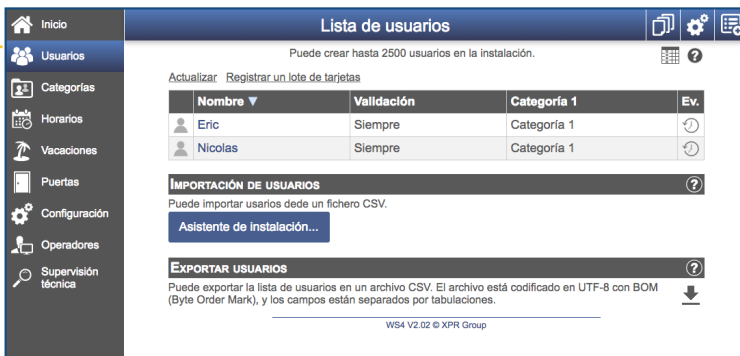 Inicio
Usuarios
Categorías
Horarios
Vacaciones
Puertas
Configuración
Operadores
Supervisión
técnica
Lista de usuarios
Puede crear hasta 2500 usuarios en la instalación.
Actualizar Registrar un lote de tarjetas
Nombre Validación Categoría 1 Ev.
Eric Siempre Categoría 1
Nicolas Siempre Categoría 1
IMPORTACIÓN DE USUARIOS
Puede importar usarios dede un fichero CSV.
Asistente de instalación...
EXPORTAR USUARIOS
Puede exportar la lista de usuarios en un archivo CSV. El archivo está codificado en UTF-8 con BOM
(Byte Order Mark), y los campos están separados por tabulaciones.
WS4 V2.02 © XPR Group